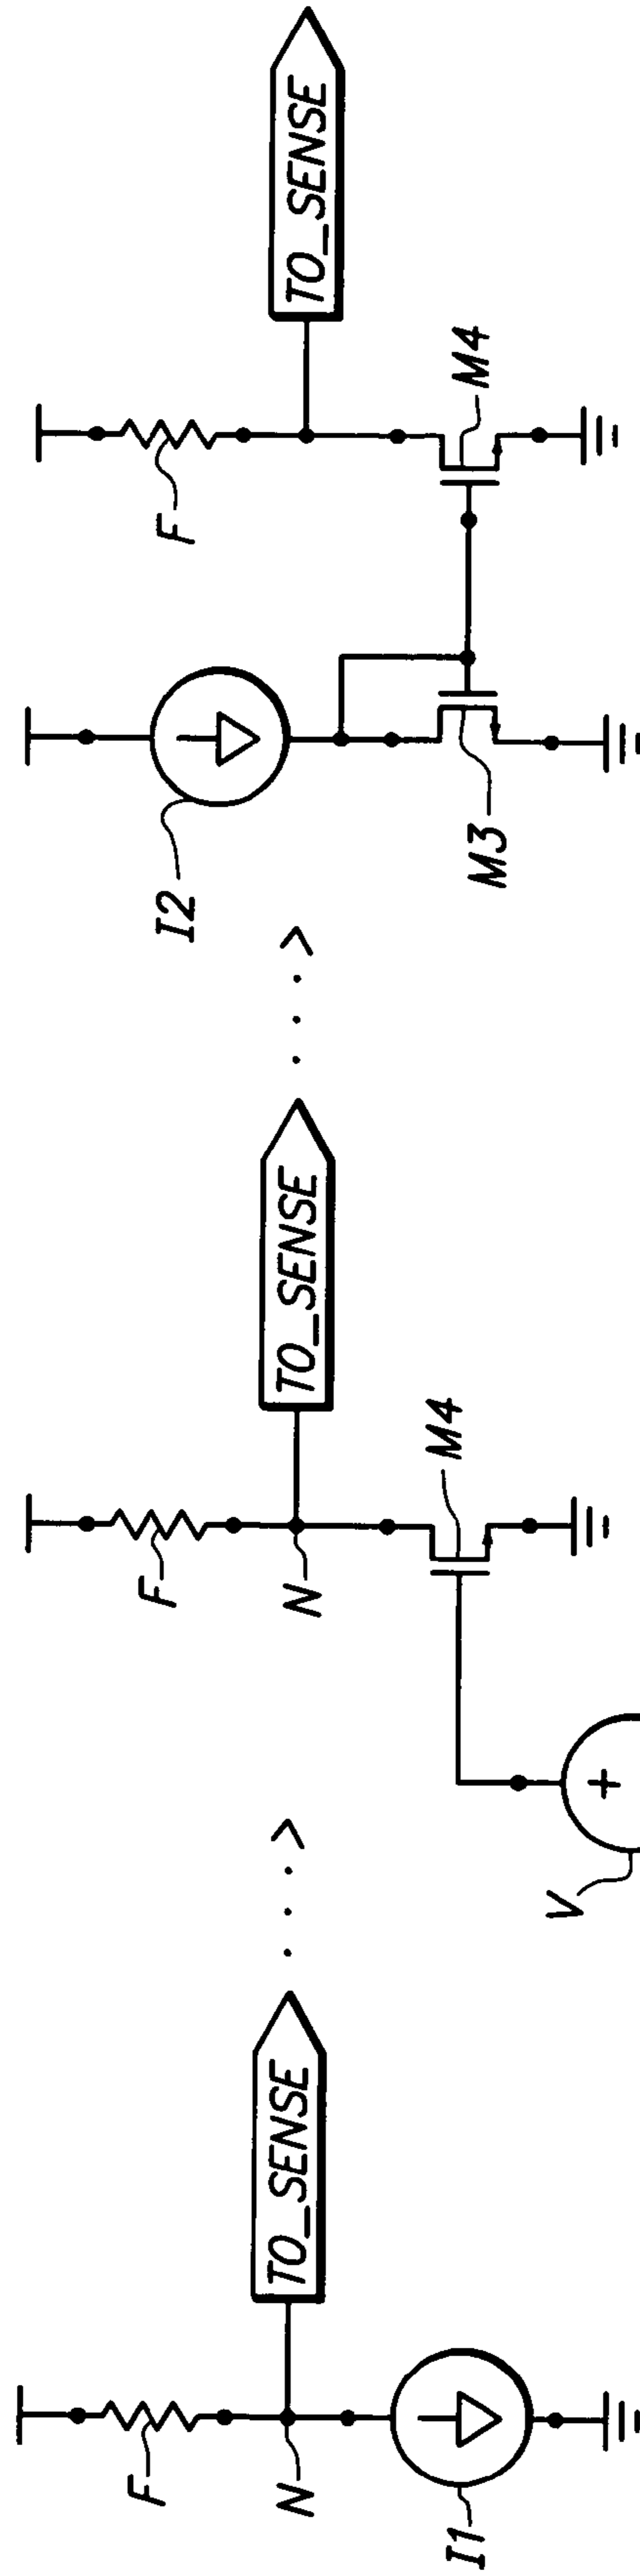 F
TO_SENSE
N
I1
F
TO_SENSE
N
M4
V
+
I2
F
TO_SENSE
M3
M4